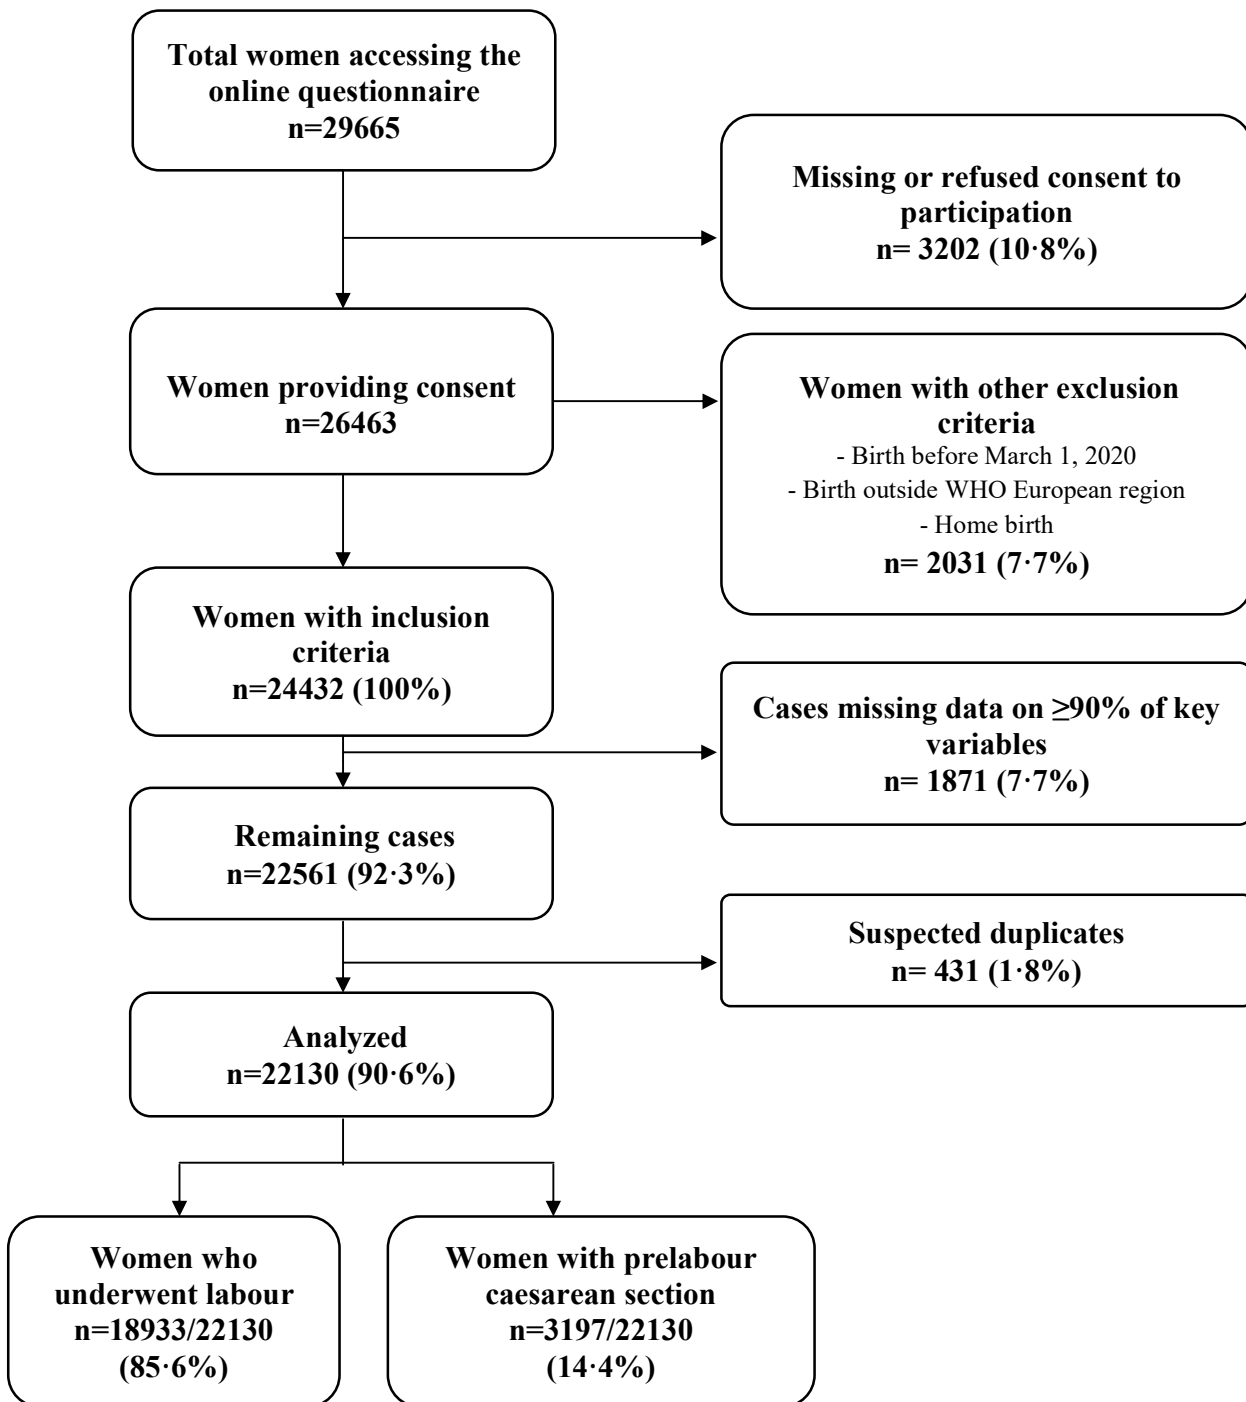 Total women accessing the
online questionnaire
n=29665
Missing or refused consent to
participation
n= 3202 (10·8%)
Women providing consent
n=26463
Women with other exclusion
criteria
- Birth before March 1, 2020
- Birth outside WHO European region
- Home birth
n= 2031 (7·7%)
Women with inclusion
criteria
n=24432 (100%)
Cases missing data on ≥90% of key
variables
n= 1871 (7·7%)
Remaining cases
n=22561 (92·3%)
Suspected duplicates
n= 431 (1·8%)
Analyzed
n=22130 (90·6%)
Women who
underwent labour
n=18933/22130
(85·6%)
Women with prelabour
caesarean section
n=3197/22130
(14·4%)